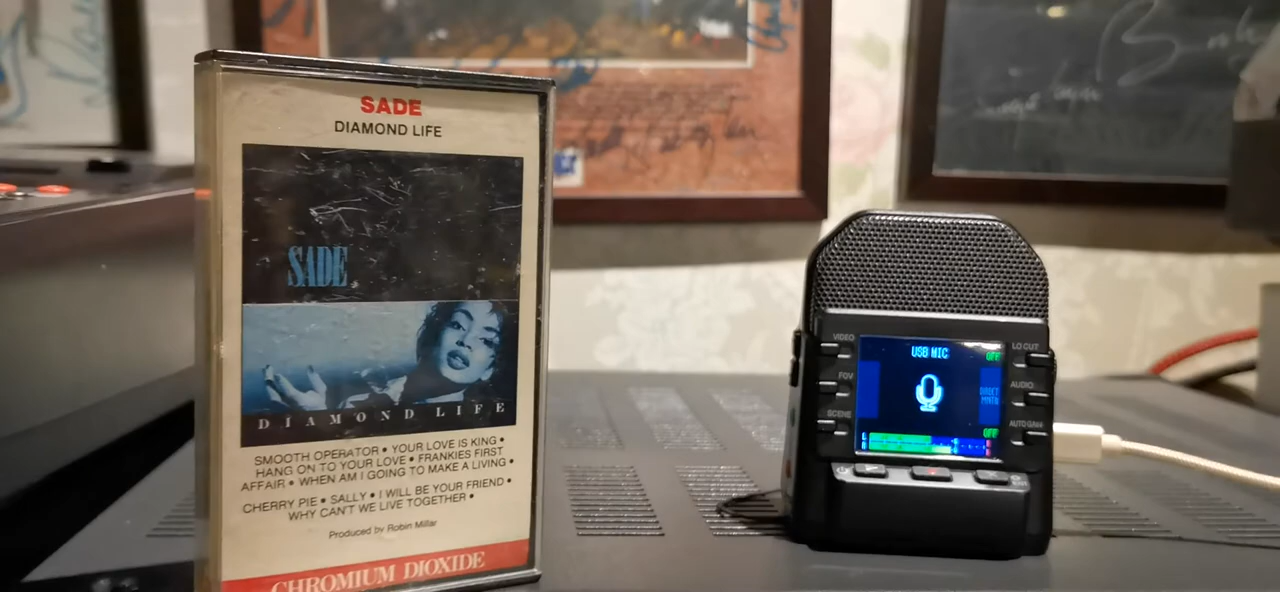 SADE
DIAMOND LIFE
SADE
DIAMOND LIFE
SMOOTH OPERATOR • YOUR LOVE IS KING •
HANG ON TO YOUR LOVE • FRANKIES FIRST
AFFAIR • WHEN AM I GOING TO MAKE A LIVING •
CHERRY PIE • SALLY • I WILL BE YOUR FRIEND •
WHY CAN'T WE LIVE TOGETHER •
Produced by Robin Millar
CHROMIUM DIOXIDE
VIDEO
FOV
SCENE
USB MIC
OFF
OFF
LO CUT
AUDIO
AUTO GAIN